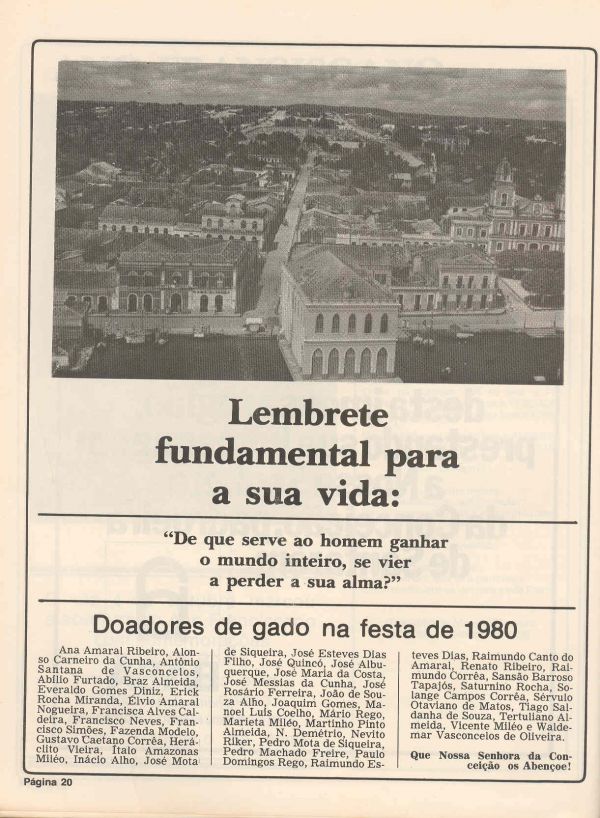 Lembrete
fundamental para
a sua vida:
“De que serve ao homem ganhar
o mundo inteiro, se vier
a perder a sua alma?”
Doadores de gado na festa de 1980
Ana Amaral Ribeiro, Alon-
so Carneiro da Cunha, Antônio
Santana de Vasconcelos,
Abílio Furtado, Braz Almeida,
Everaldo Gomes Diniz, Erick
Rocha Miranda, Elvio Amaral
Nogueira, Francisca Alves Cal-
deira, Francisco Neves, Fran-
cisco Simões, Fazenda Modelo,
Gustavo Caetano Corrêa, Herá-
clito Vieira, Ítalo Amazonas
Miléo, Inácio Alho, José Mota
de Siqueira, José Esteves Dias
Filho, José Quincó, José Albu-
querque, José Maria da Costa,
José Messias da Cunha, José
Rosário Ferreira, João de Sou-
za Alho, Joaquim Gomes, Ma-
noel Luís Coelho, Mário Rego,
Marieta Miléo, Martinho Pinto
Almeida, N. Demétrio, Nevito
Riker, Pedro Mota de Siqueira,
Pedro Machado Freire, Paulo
Domingos Rego, Raimundo Es-
teves Dias, Raimundo Canto do
Amaral, Renato Ribeiro, Rai-
mundo Corrêa, Sansão Barroso
Tapajós, Saturnino Rocha, So-
lange Campos Corrêa, Sérvulo
Otaviano de Matos, Tiago Sal-
danha de Souza, Tertuliano Al-
meida, Vicente Miléo e Walde-
mar Vasconcelos de Oliveira.
Que Nossa Senhora da Con-
ceição os Abençoe!
Página 20